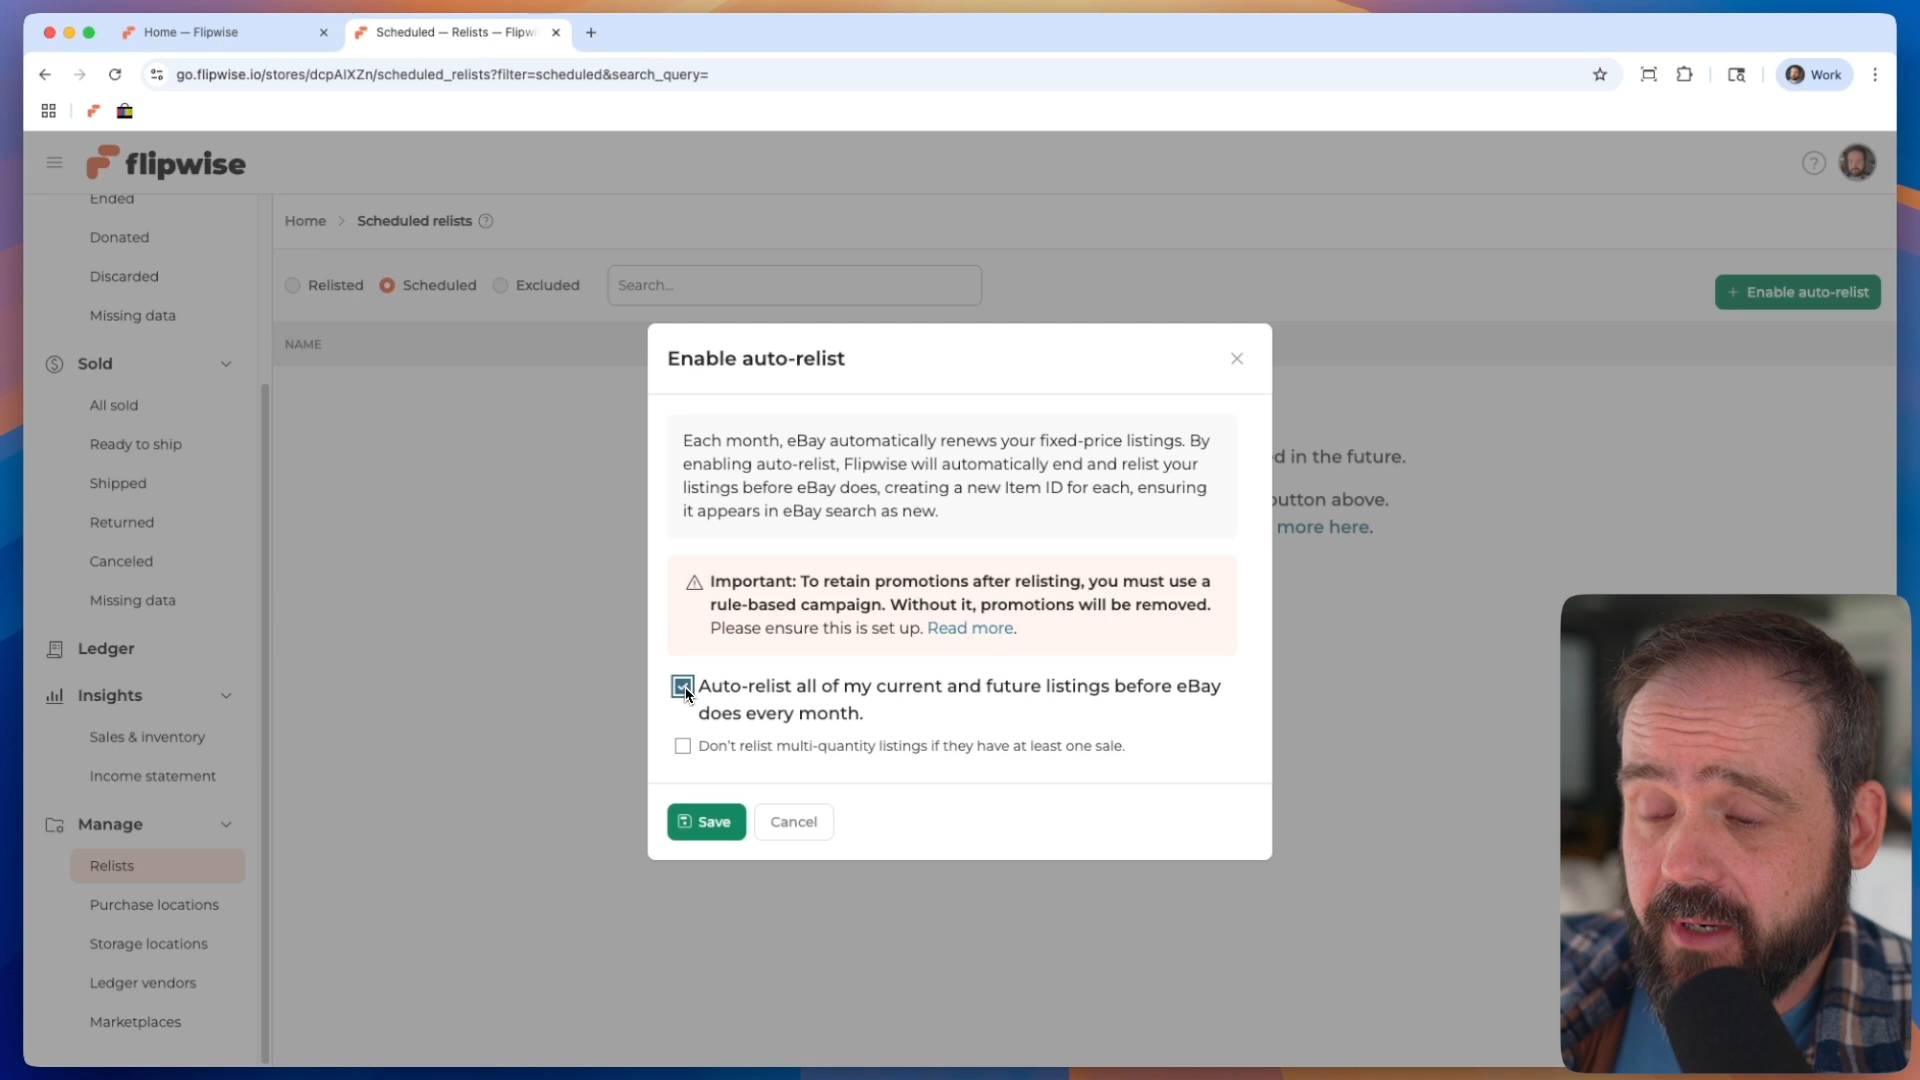 Home — Flipwise
Scheduled — Relists — Flipwi
go.flipwise.io/stores/dcpAlXZn/scheduled_relists?filter=scheduled&search_query=
Work
flipwise
Ended
Donated
Discarded
Missing data
Sold
All sold
Ready to ship
Shipped
Returned
Canceled
Missing data
Ledger
Insights
Sales & inventory
Income statement
Manage
Relists
Purchase locations
Storage locations
Ledger vendors
Marketplaces
Home > Scheduled relists
Relisted
Scheduled
Excluded
Search...
+ Enable auto-relist
NAME
d in the future.
button above.
more here.
Enable auto-relist
Each month, eBay automatically renews your fixed-price listings. By
enabling auto-relist, Flipwise will automatically end and relist your
listings before eBay does, creating a new Item ID for each, ensuring
it appears in eBay search as new.
Important: To retain promotions after relisting, you must use a
rule-based campaign. Without it, promotions will be removed.
Please ensure this is set up. Read more.
Auto-relist all of my current and future listings before eBay
does every month.
Don't relist multi-quantity listings if they have at least one sale.
Save
Cancel